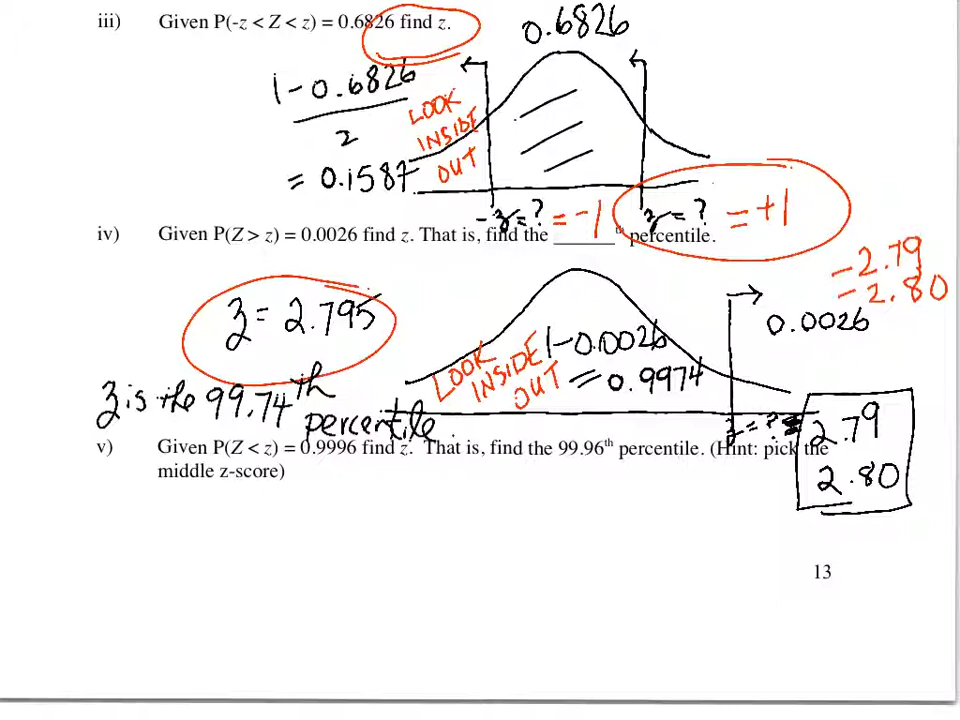 iii) Given P(-z < Z < z) = 0.6826 find z.
0.6826
1 - 0.6826
2
= 0.1587
LOOK
INSIDE
OUT
-z = ? = -1
z = ? = +1
iv) Given P(Z > z) = 0.0026 find z. That is, find the ______th percentile.
-2.79
-2.80
z = 2.795
0.0026
1-0.0026
= 0.9974
LOOK
INSIDE
OUT
z is the 99.74th
percentile.
z = ?
2.79
2.80
v) Given P(Z < z) = 0.9996 find z. That is, find the 99.96th percentile. (Hint: pick the
middle z-score)
13